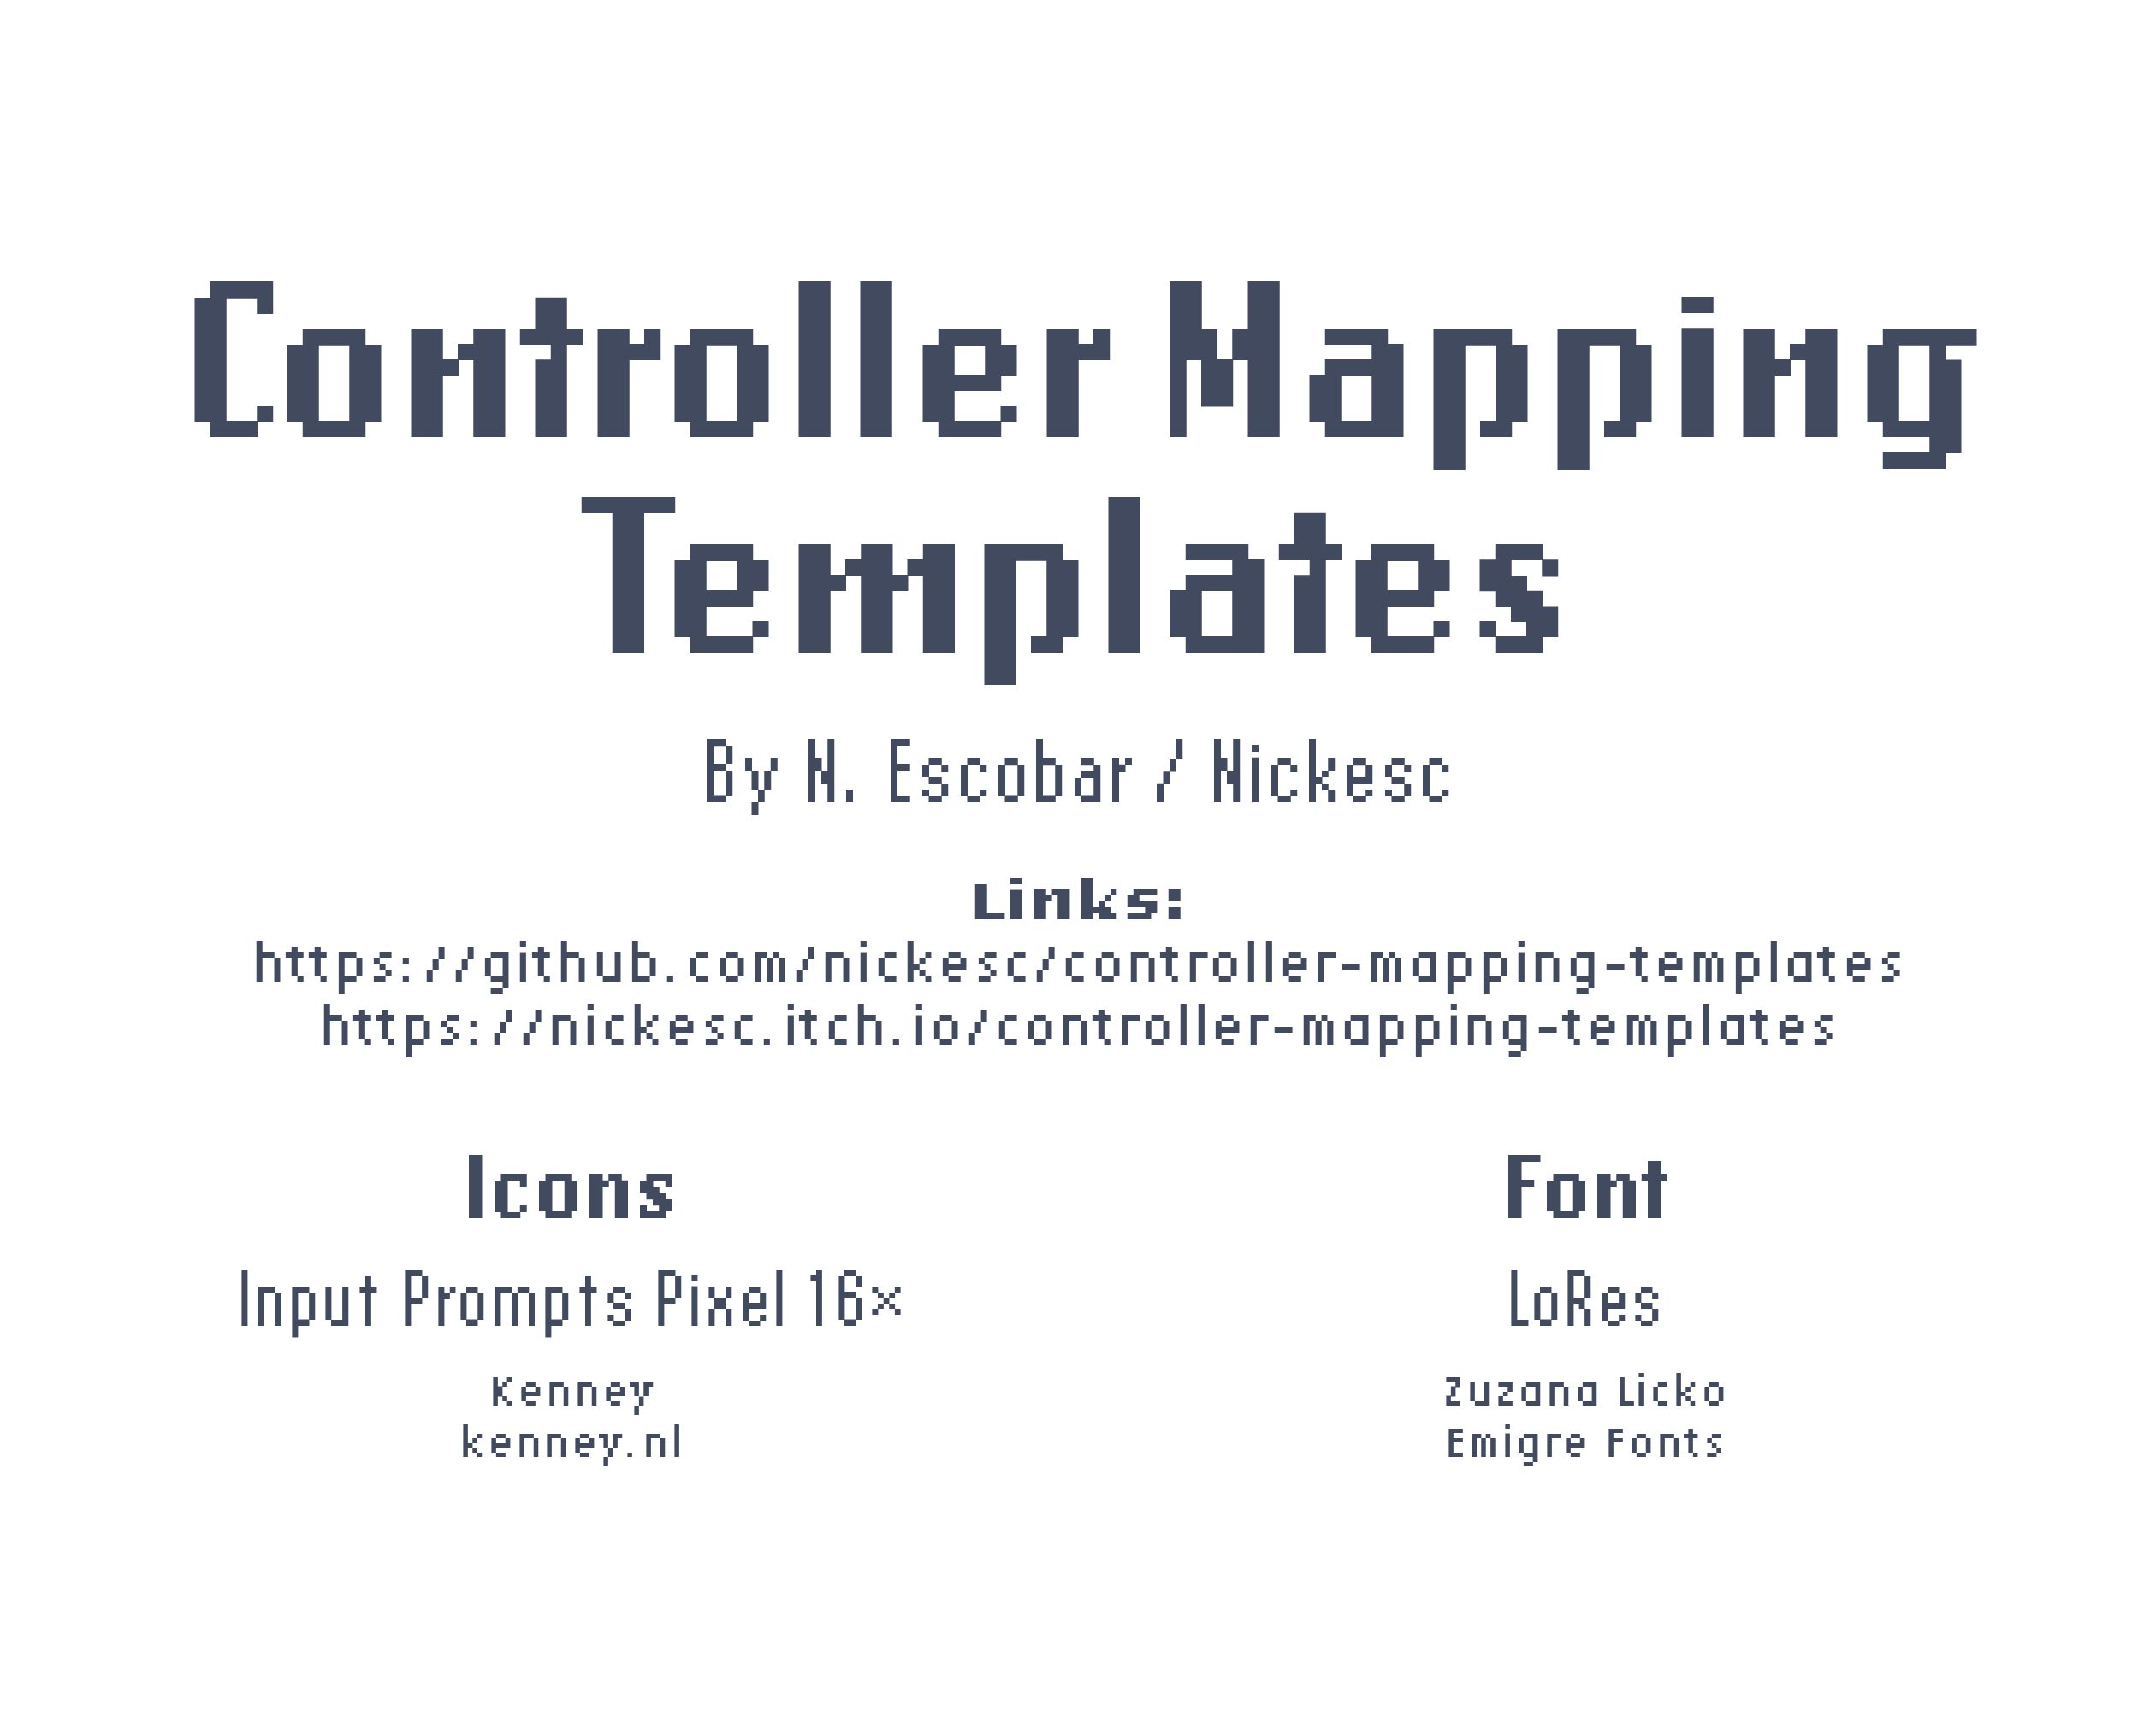 Controller Mapping
Templates
By N. Escobar / Nickesc
Links:
https://github.com/nickesc/controller-mapping-templates
https://nickesc.itch.io/controller-mapping-templates
Icons
Input Prompts Pixel 16×
Kenney
kenney.nl
Font
LoRes
Zuzana Licko
Emigre Fonts